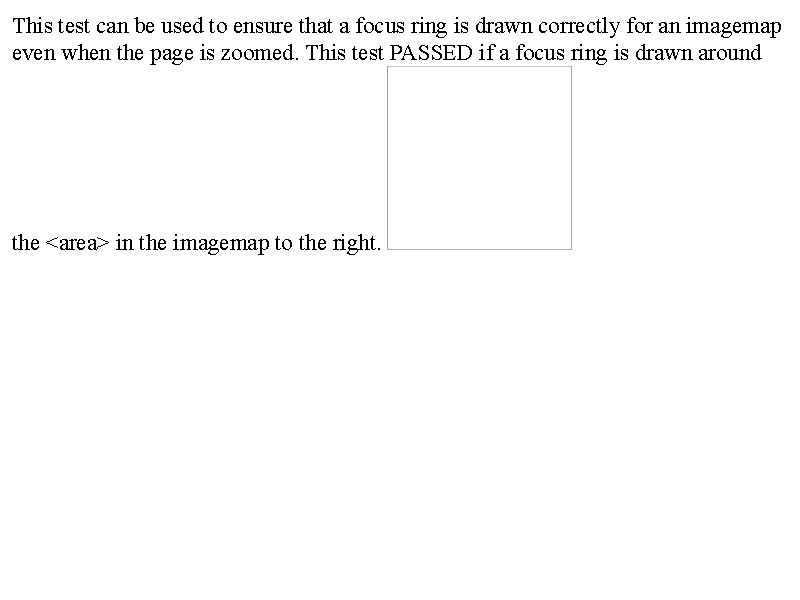 This test can be used to ensure that a focus ring is drawn correctly for an imagemap
even when the page is zoomed. This test PASSED if a focus ring is drawn around
the <area> in the imagemap to the right.